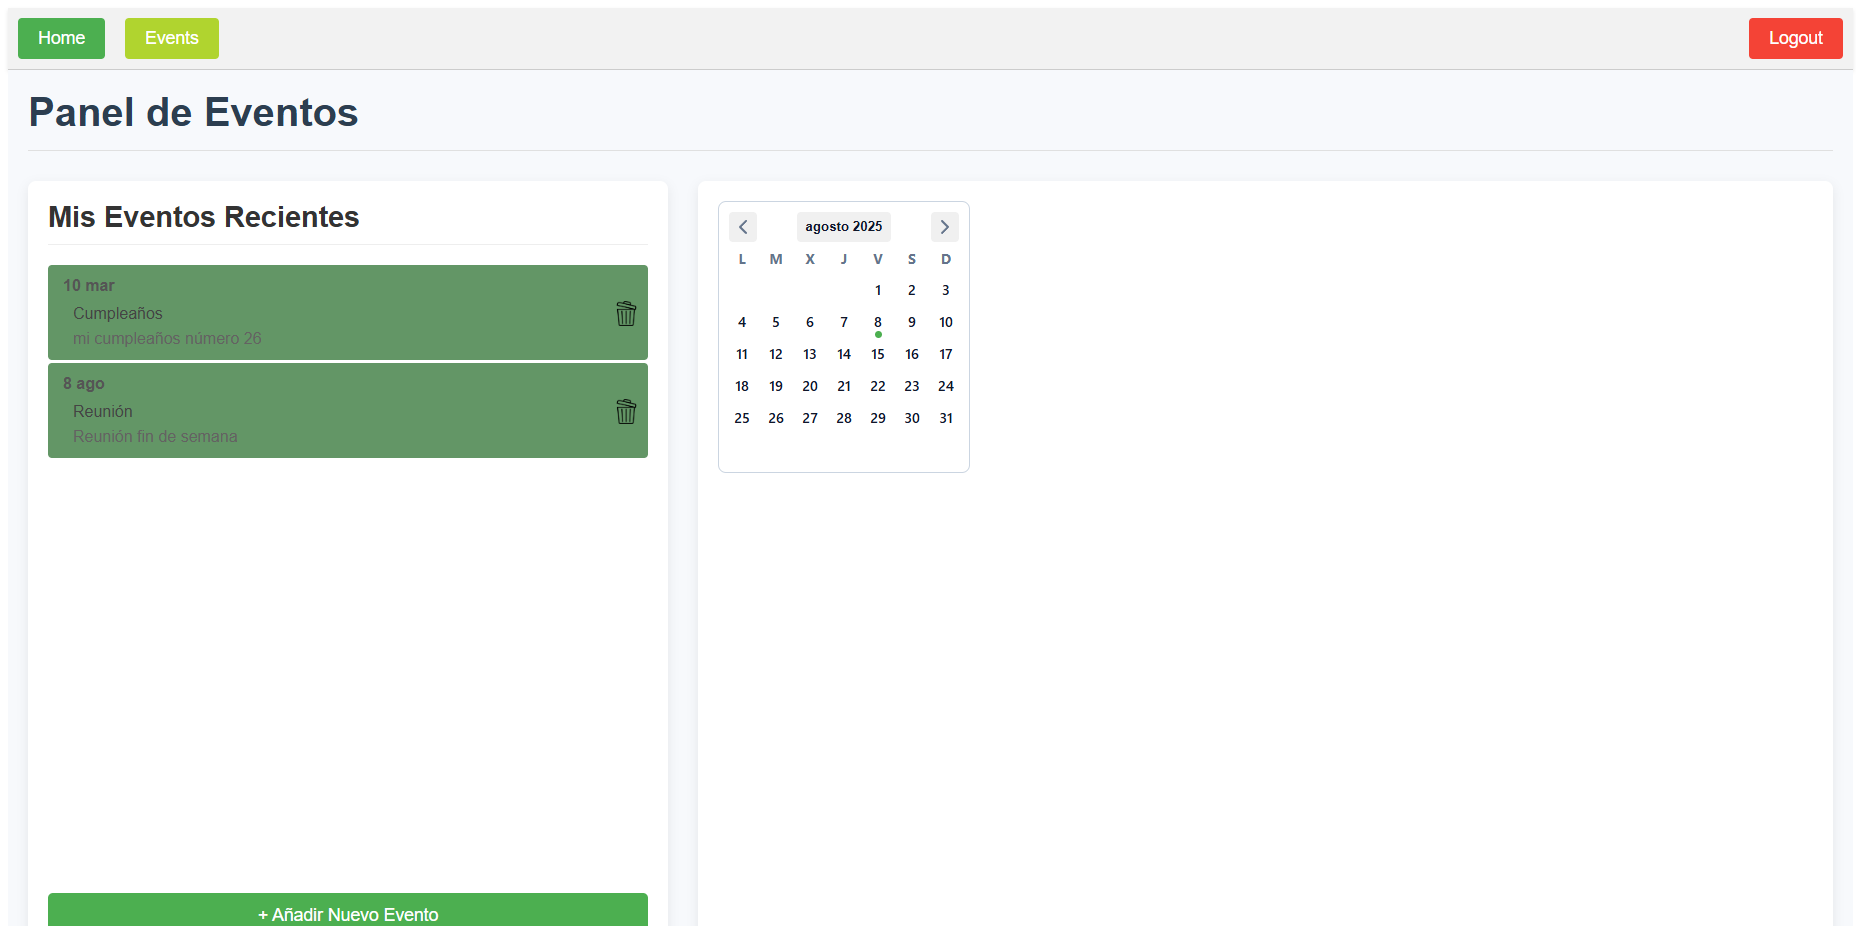 Home Events Logout
Panel de Eventos
Mis Eventos Recientes
10 mar
Cumpleaños
mi cumpleaños número 26
8 ago
Reunión
Reunión fin de semana
+ Añadir Nuevo Evento
agosto 2025
L M X J V S D
1 2 3
4 5 6 7 8 9 10
11 12 13 14 15 16 17
18 19 20 21 22 23 24
25 26 27 28 29 30 31